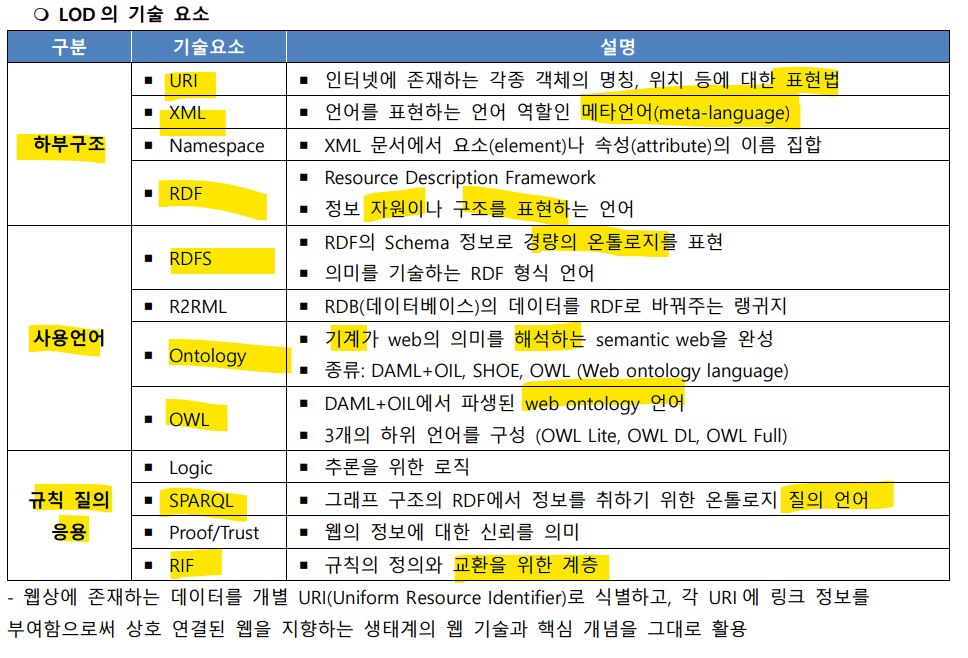 ❍ LOD의 기술 요소
구분 기술요소 설명
하부구조
▪ URI
▪ 인터넷에 존재하는 각종 객체의 명칭, 위치 등에 대한 표현법
▪ XML
▪ 언어를 표현하는 언어 역할인 메타언어(meta-language)
▪ Namespace
▪ XML 문서에서 요소(element)나 속성(attribute)의 이름 집합
▪ RDF
▪ Resource Description Framework
▪ 정보 자원이나 구조를 표현하는 언어
사용언어
▪ RDFS
▪ RDF의 Schema 정보로 경량의 온톨로지를 표현
▪ 의미를 기술하는 RDF 형식 언어
▪ R2RML
▪ RDB(데이터베이스)의 데이터를 RDF로 바꿔주는 랭귀지
▪ Ontology
▪ 기계가 web의 의미를 해석하는 semantic web을 완성
▪ 종류: DAML+OIL, SHOE, OWL (Web ontology language)
▪ OWL
▪ DAML+OIL에서 파생된 web ontology 언어
▪ 3개의 하위 언어를 구성 (OWL Lite, OWL DL, OWL Full)
규칙 질의
응용
▪ Logic
▪ 추론을 위한 로직
▪ SPARQL
▪ 그래프 구조의 RDF에서 정보를 취하기 위한 온톨로지 질의 언어
▪ Proof/Trust
▪ 웹의 정보에 대한 신뢰를 의미
▪ RIF
▪ 규칙의 정의와 교환을 위한 계층
- 웹상에 존재하는 데이터를 개별 URI(Uniform Resource Identifier)로 식별하고, 각 URI에 링크 정보를
부여함으로써 상호 연결된 웹을 지향하는 생태계의 웹 기술과 핵심 개념을 그대로 활용